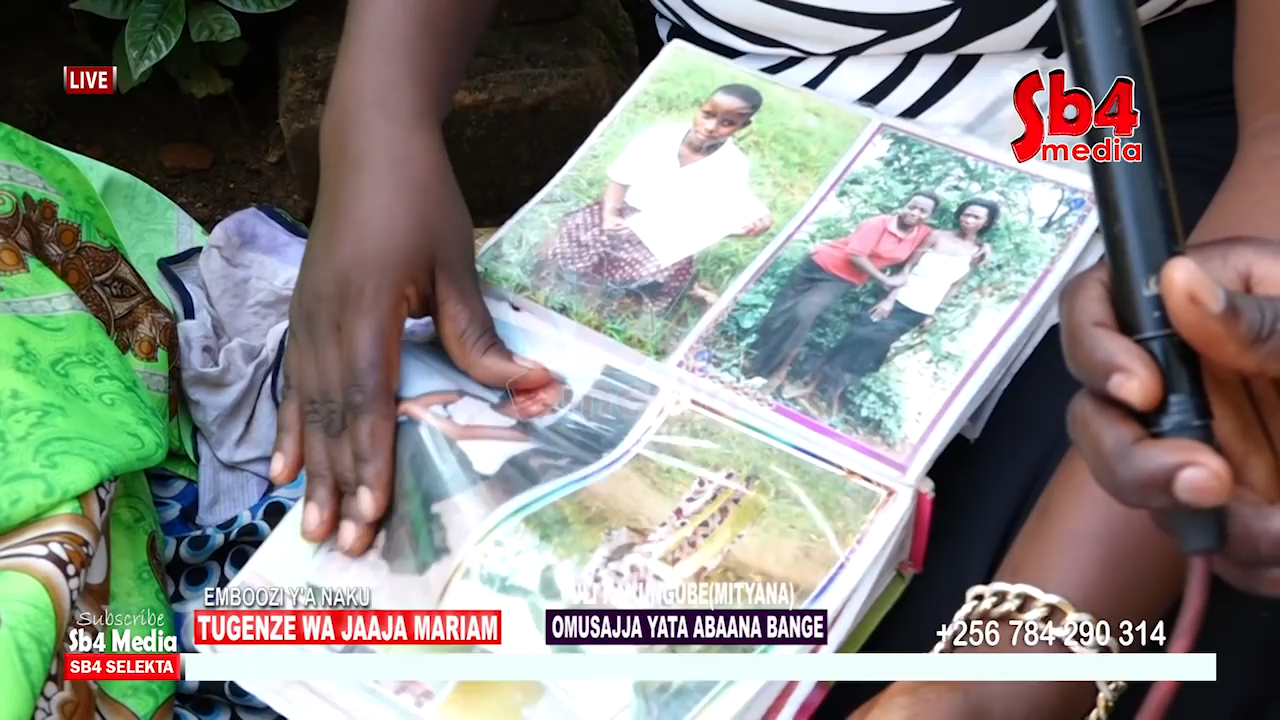 LIVE
Sb4
media
EMBOOZI Y'A NAKU
TUGENZE WA JAAJA MARIAM
(MITYANA)
OMUSAJJA YATA ABAANA BANGE
+256 784 290 314
Subscribe
Sb4 Media
SB4 SELEKTA